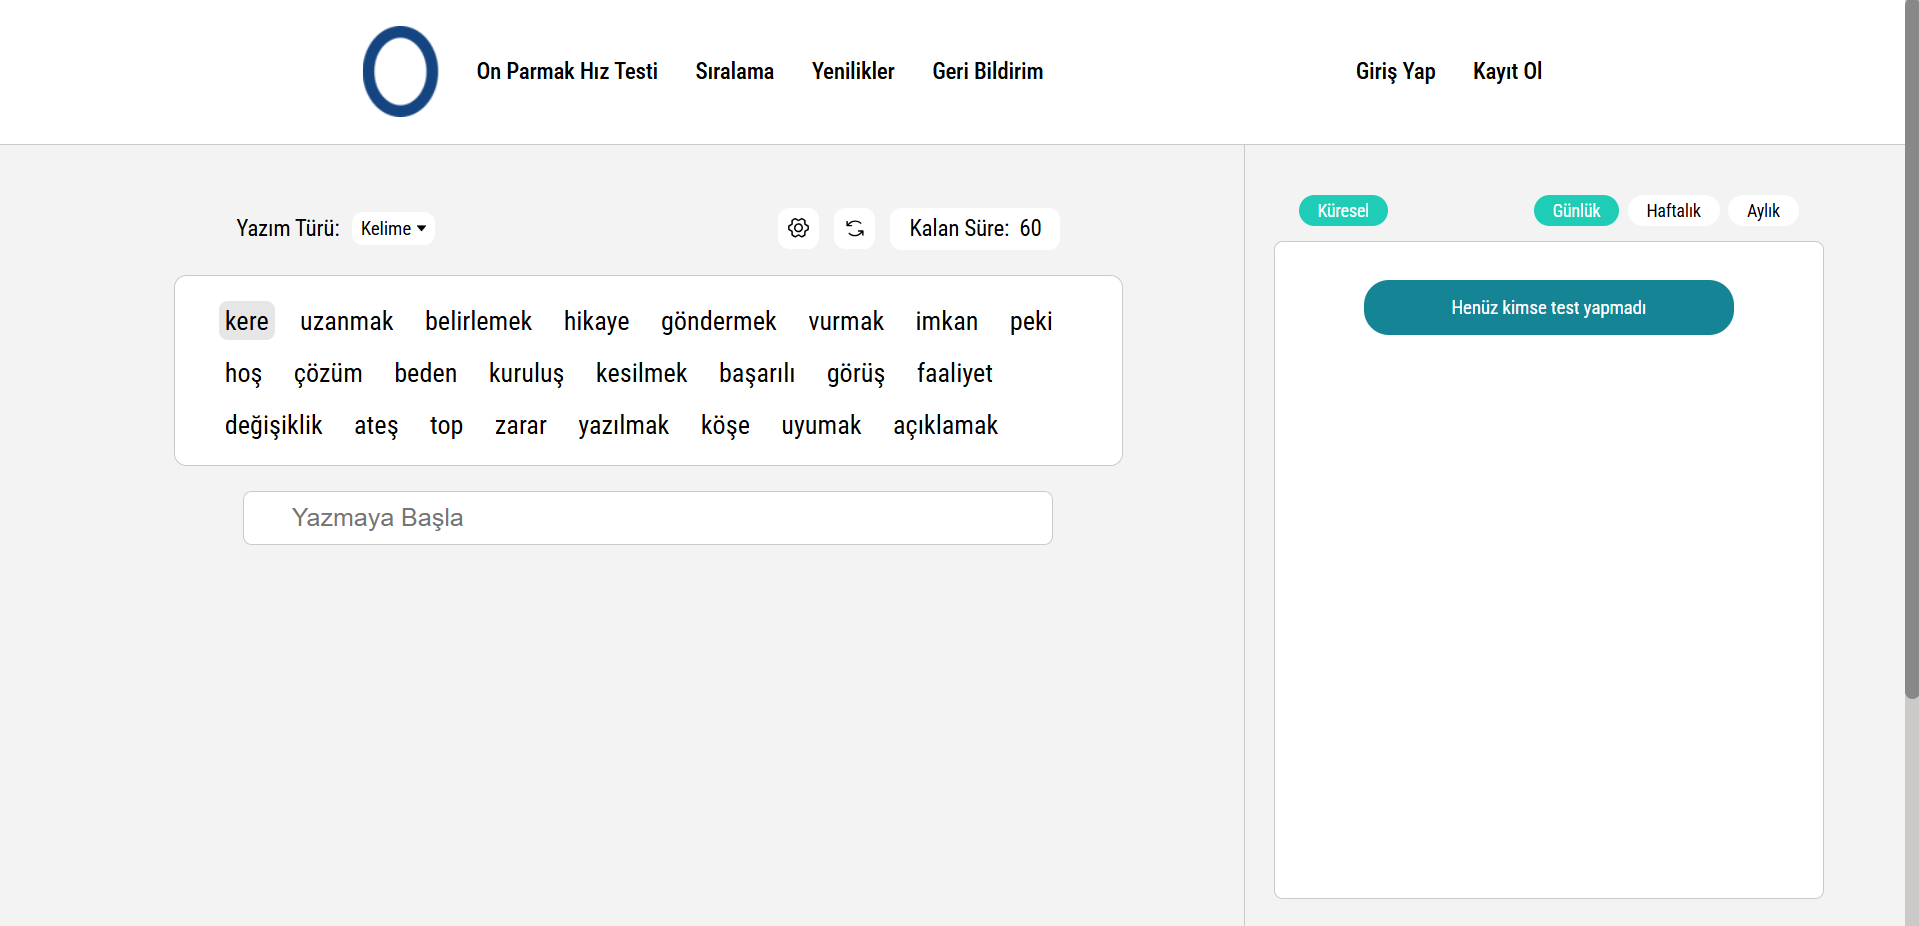 On Parmak Hız Testi Sıralama Yenilikler Geri Bildirim Giriş Yap Kayıt Ol
Yazım Türü: Kelime Kalan Süre: 60
kere uzanmak belirlemek hikaye göndermek vurmak imkan peki
hoş çözüm beden kuruluş kesilmek başarılı görüş faaliyet
değişiklik ateş top zarar yazılmak köşe uyumak açıklamak
Yazmaya Başla
Küresel Günlük Haftalık Aylık
Henüz kimse test yapmadı